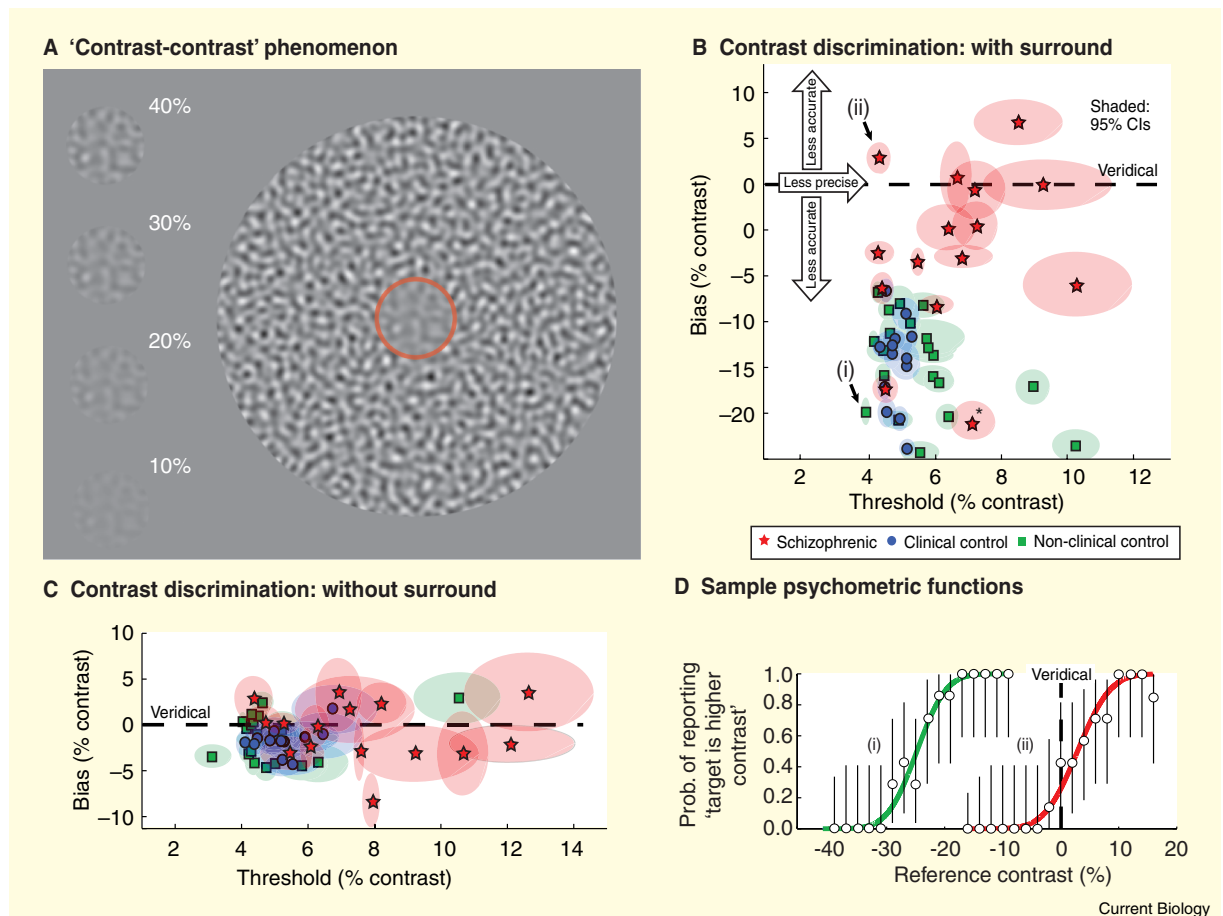 A ‘Contrast-contrast’ phenomenon
40%
30%
20%
10%
B Contrast discrimination: with surround
Bias (% contrast)
10
5
0
0
−5
−10
−15
−20
Less accurate
Less precise
Less accurate
(ii)
(i)
Shaded:
95% CIs
Veridical
*
2 4 6 8 10 12
Threshold (% contrast)
Schizophrenic Clinical control Non-clinical control
C Contrast discrimination: without surround
Bias (% contrast)
10
5
0
−5
−10
Veridical
2 4 6 8 10 12 14
Threshold (% contrast)
D Sample psychometric functions
Prob. of reporting
‘target is higher
contrast’
1.0
0.8
0.6
0.4
0.2
0.0
Veridical
(i)
(ii)
-40 -30 -20 -10 0 10 20
Reference contrast (%)
Current Biology